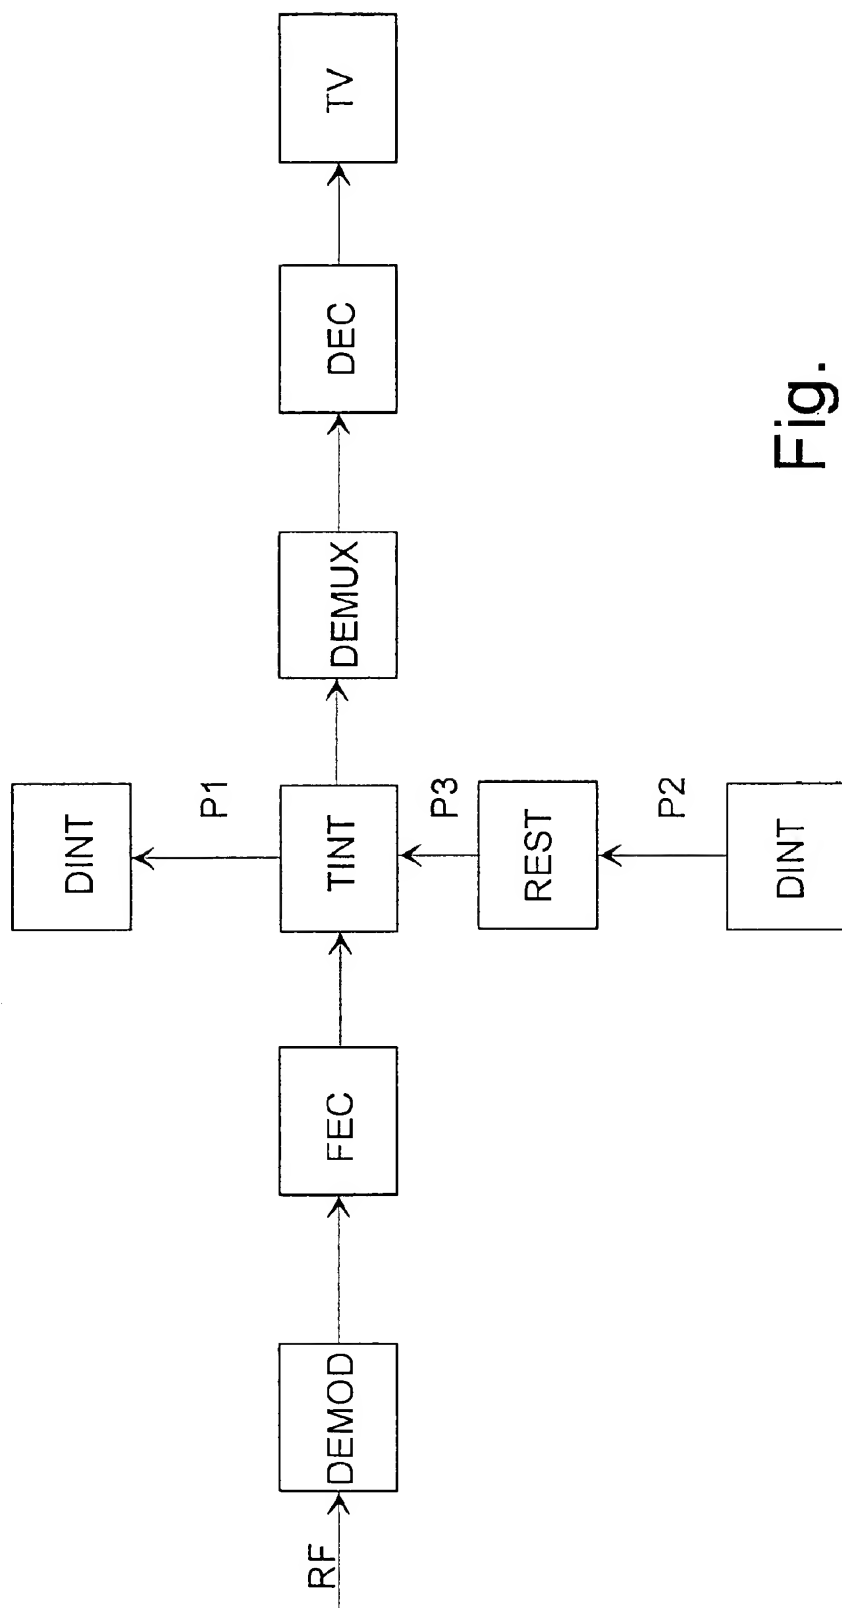 DINT
P1
RF
DEMOD
FEC
TINT
DEMUX
DEC
TV
P3
REST
P2
DINT
Fig.